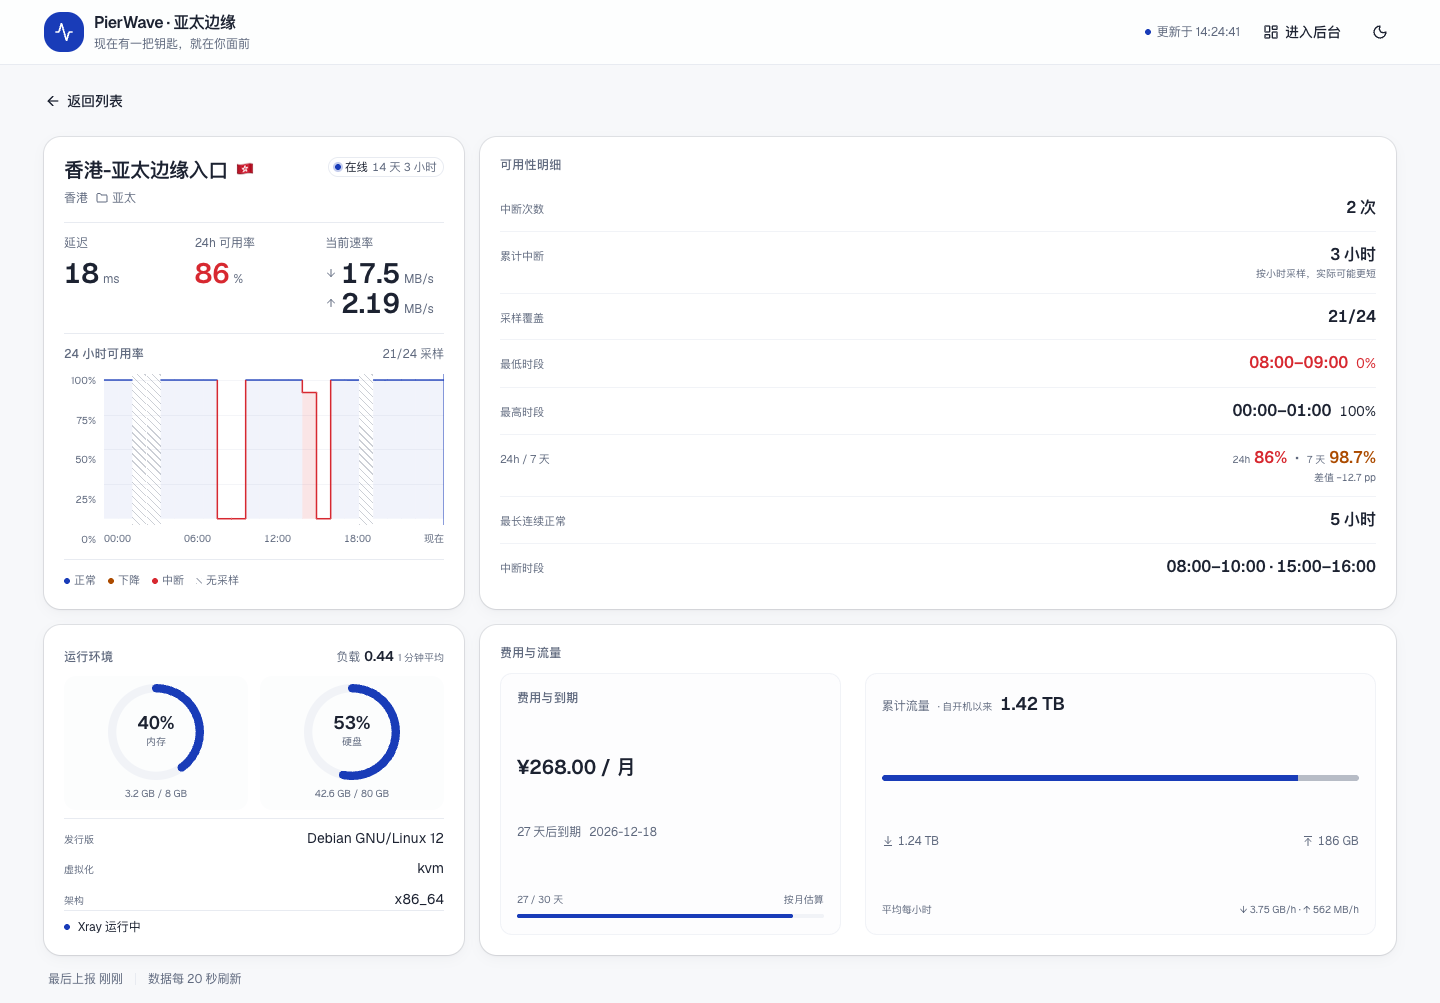 PierWave · 亚太边缘
现在有一把钥匙，就在你面前
更新于 14:24:41
进入后台
返回列表
香港-亚太边缘入口
在线 14 天 3 小时
香港 亚太
延迟
18 ms
24h 可用率
86 %
当前速率
↓ 17.5 MB/s
↑ 2.19 MB/s
24 小时可用率
21/24 采样
100%
75%
50%
25%
0%
00:00 06:00 12:00 18:00 现在
正常 下降 中断 无采样
可用性明细
中断次数 2 次
累计中断 3 小时
按小时采样，实际可能更短
采样覆盖 21/24
最低时段 08:00–09:00 0%
最高时段 00:00–01:00 100%
24h / 7 天 24h 86% · 7 天 98.7%
差值 -12.7 pp
最长连续正常 5 小时
中断时段 08:00–10:00 · 15:00–16:00
运行环境
负载 0.44 1 分钟平均
40%
内存
3.2 GB / 8 GB
53%
硬盘
42.6 GB / 80 GB
发行版 Debian GNU/Linux 12
虚拟化 kvm
架构 x86_64
Xray 运行中
费用与流量
费用与到期
¥268.00 / 月
27 天后到期 2026-12-18
27 / 30 天 按月估算
累计流量 · 自开机以来 1.42 TB
1.24 TB
186 GB
平均每小时 ↓ 3.75 GB/h · ↑ 562 MB/h
最后上报 刚刚 数据每 20 秒刷新